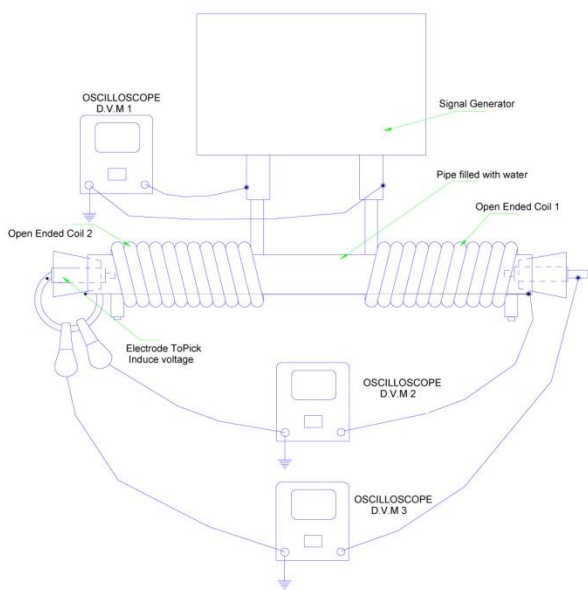 OSCILLOSCOPE
D.V.M 1
Signal Generator
Pipe filled with water
Open Ended Coil 1
Open Ended Coil 2
Electrode ToPick
Induce voltage
OSCILLOSCOPE
D.V.M 2
OSCILLOSCOPE
D.V.M 3